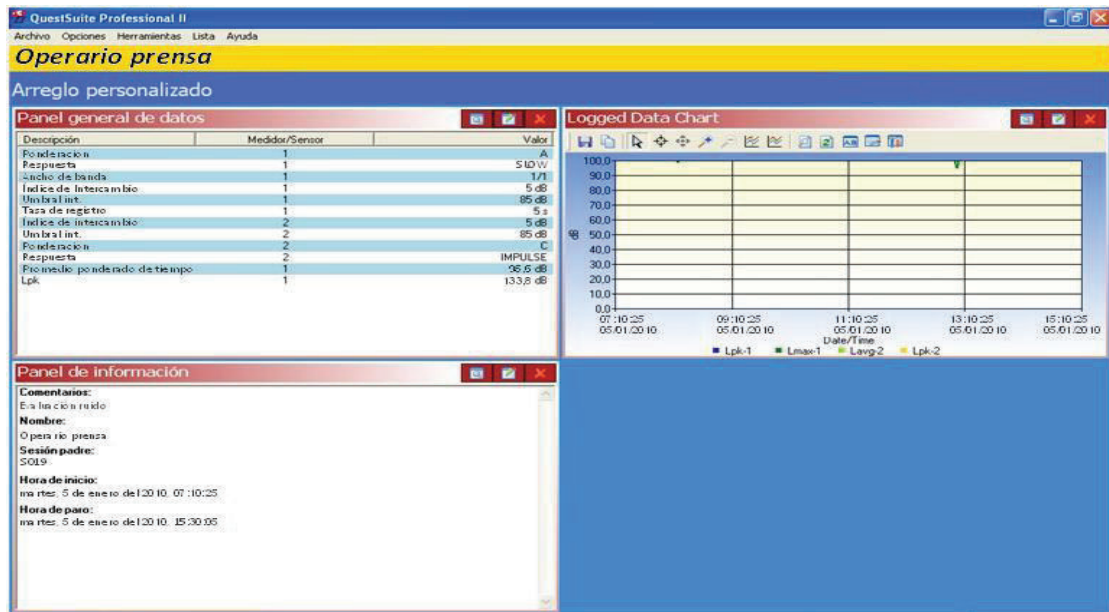 QuestSuite Professional II
Archivo Opciones Herramientas Lista Ayuda
Operario prensa
Arreglo personalizado
Panel general de datos
Descripción Medidor/Sensor Valor
Ponderacion 1 A
Respuesta 1 SLOW
Ancho de banda 1 1/1
Índice de Intercambio 1 5 dB
Umbral int. 1 85 dB
Tasa de registro 1 5 s
Índice de intercambio 2 5 dB
Umbral int. 2 85 dB
Ponderacion 2 C
Respuesta 2 IMPULSE
Promedio ponderado de tiempo 1 96,6 dB
Lpk 1 133,8 dB
Logged Data Chart
100,0
90,0
80,0
70,0
60,0
50,0
40,0
30,0
20,0
10,0
0,0
dB
07:10:25 09:10:25 11:10:25 13:10:25 15:10:25
05/01/2010 05/01/2010 05/01/2010 05/01/2010 05/01/2010
Date/Time
Lpk-1 Lmax-1 Lavg-2 Lpk-2
Panel de información
Comentarios:
Evaluación ruido
Nombre:
Operario prensa
Sesión padre:
S019
Hora de inicio:
martes, 5 de enero del 2010, 07:10:25
Hora de paro:
martes, 5 de enero del 2010, 15:30:05